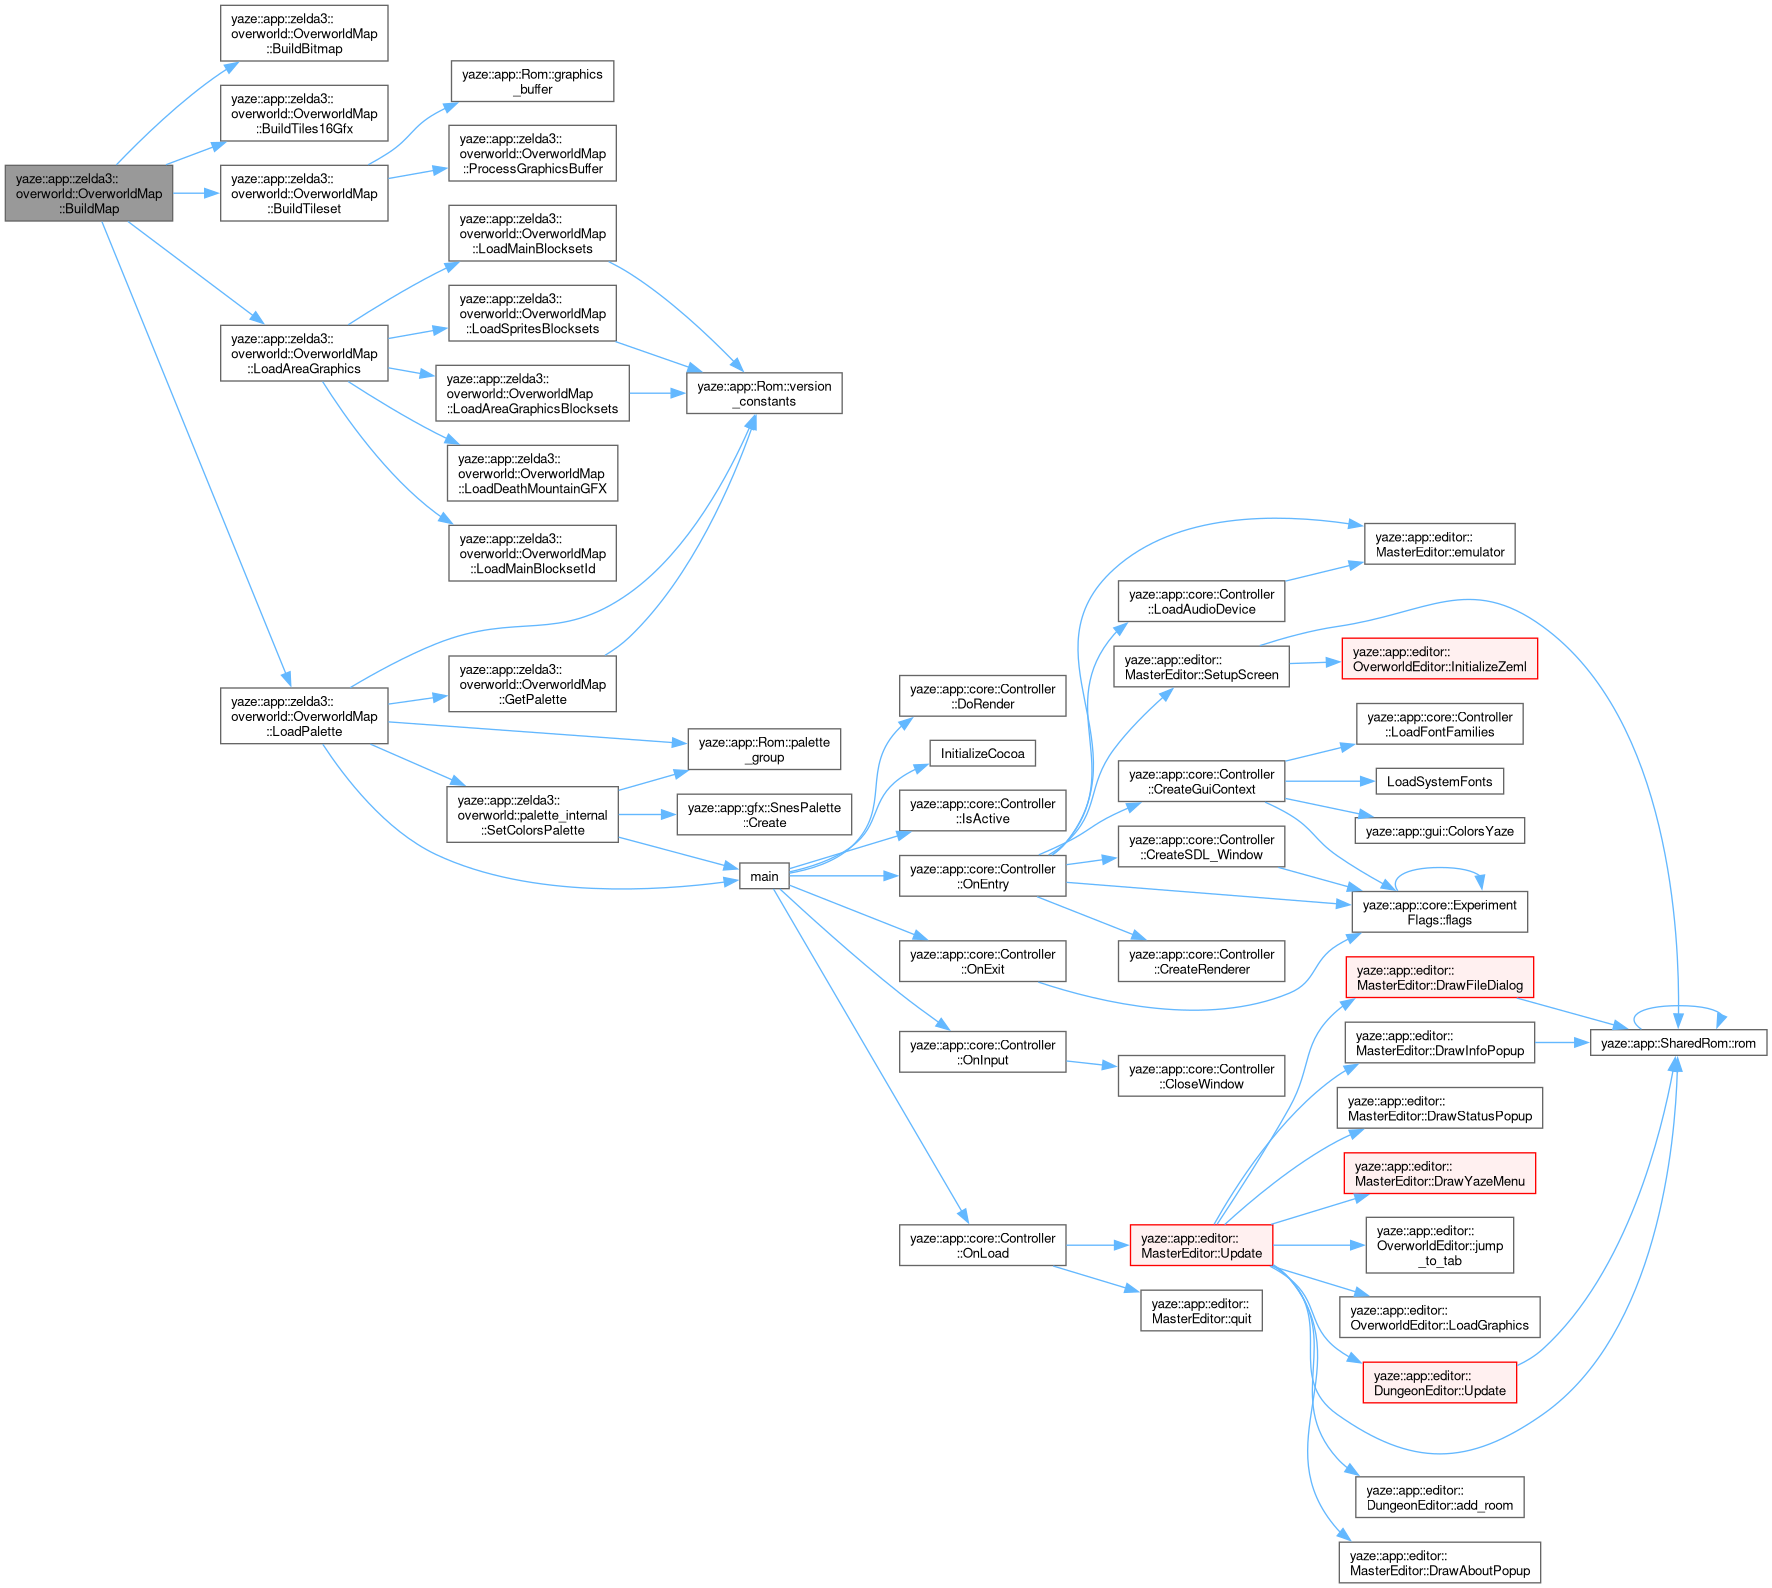 yaze::app::zelda3::
overworld::OverworldMap
::BuildMap
yaze::app::zelda3::
overworld::OverworldMap
::BuildBitmap
yaze::app::zelda3::
overworld::OverworldMap
::BuildTiles16Gfx
yaze::app::zelda3::
overworld::OverworldMap
::BuildTileset
yaze::app::Rom::graphics
_buffer
yaze::app::zelda3::
overworld::OverworldMap
::ProcessGraphicsBuffer
yaze::app::zelda3::
overworld::OverworldMap
::LoadAreaGraphics
yaze::app::zelda3::
overworld::OverworldMap
::LoadMainBlocksets
yaze::app::zelda3::
overworld::OverworldMap
::LoadSpritesBlocksets
yaze::app::zelda3::
overworld::OverworldMap
::LoadAreaGraphicsBlocksets
yaze::app::zelda3::
overworld::OverworldMap
::LoadDeathMountainGFX
yaze::app::zelda3::
overworld::OverworldMap
::LoadMainBlocksetId
yaze::app::Rom::version
_constants
yaze::app::zelda3::
overworld::OverworldMap
::LoadPalette
yaze::app::zelda3::
overworld::OverworldMap
::GetPalette
yaze::app::Rom::palette
_group
yaze::app::zelda3::
overworld::palette_internal
::SetColorsPalette
yaze::app::gfx::SnesPalette
::Create
main
yaze::app::core::Controller
::DoRender
InitializeCocoa
yaze::app::core::Controller
::IsActive
yaze::app::core::Controller
::OnEntry
yaze::app::core::Controller
::OnExit
yaze::app::core::Controller
::OnInput
yaze::app::core::Controller
::OnLoad
yaze::app::core::Controller
::LoadAudioDevice
yaze::app::editor::
MasterEditor::SetupScreen
yaze::app::core::Controller
::CreateGuiContext
yaze::app::core::Controller
::CreateSDL_Window
yaze::app::core::Controller
::CreateRenderer
yaze::app::core::Controller
::CloseWindow
yaze::app::editor::
MasterEditor::Update
yaze::app::editor::
MasterEditor::quit
yaze::app::editor::
MasterEditor::emulator
yaze::app::editor::
OverworldEditor::InitializeZeml
yaze::app::core::Controller
::LoadFontFamilies
LoadSystemFonts
yaze::app::gui::ColorsYaze
yaze::app::core::Experiment
Flags::flags
yaze::app::editor::
MasterEditor::DrawFileDialog
yaze::app::editor::
MasterEditor::DrawInfoPopup
yaze::app::editor::
MasterEditor::DrawStatusPopup
yaze::app::editor::
MasterEditor::DrawYazeMenu
yaze::app::editor::
OverworldEditor::jump
_to_tab
yaze::app::editor::
OverworldEditor::LoadGraphics
yaze::app::editor::
DungeonEditor::Update
yaze::app::editor::
DungeonEditor::add_room
yaze::app::editor::
MasterEditor::DrawAboutPopup
yaze::app::SharedRom::rom